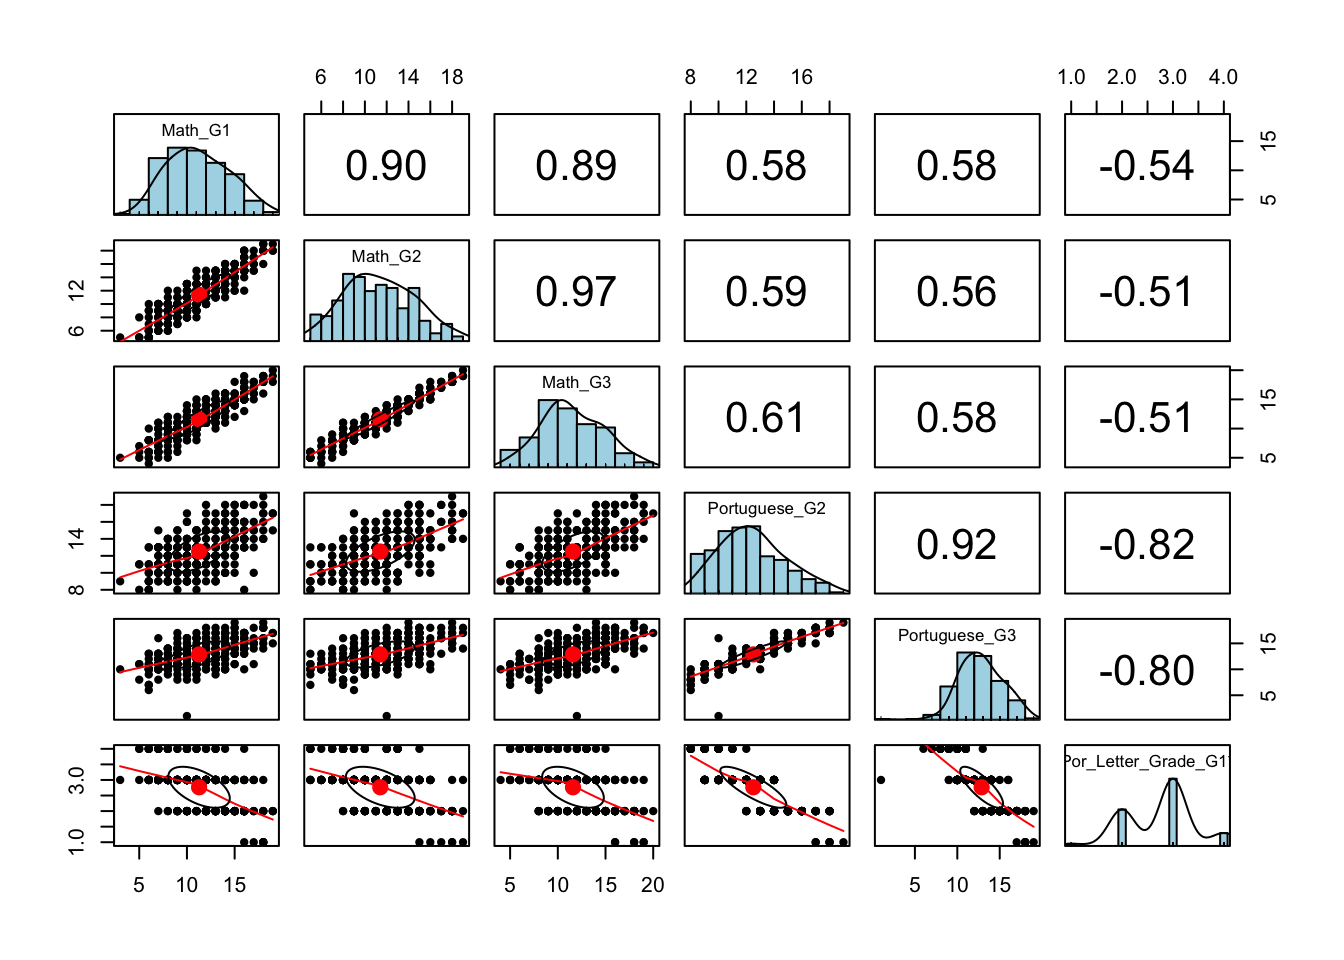 6 10 14 18 8 12 16 1.0 2.0 3.0 4.0
Math_G1 0.90 0.89 0.58 0.58 -0.54 5 15
6 12 Math_G2 0.97 0.59 0.56 -0.51
Math_G3 0.61 0.58 -0.51 5 15
8 14 Portuguese_G2 0.92 -0.82
Portuguese_G3 -0.80 5 15
1.0 3.0 Por_Letter_Grade_G1
5 10 15 5 10 15 20 5 10 15